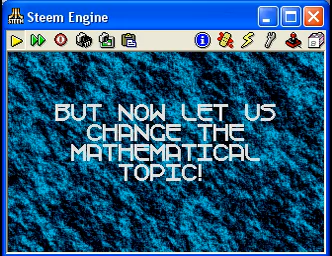 Steem Engine
BUT NOW LET US
CHANGE THE
MATHEMATICAL
TOPIC!